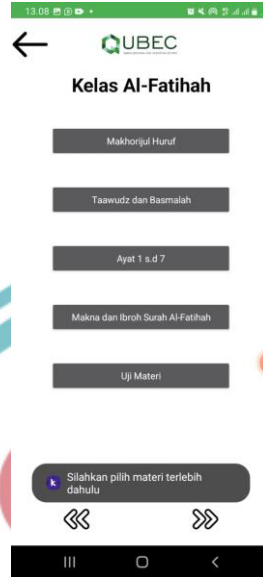 13.08
QUBEC
Kelas Al-Fatihah
Makhorijul Huruf
Taawudz dan Basmalah
Ayat 1 s.d 7
Makna dan Ibroh Surah Al-Fatihah
Uji Materi
k Silahkan pilih materi terlebih
dahulu